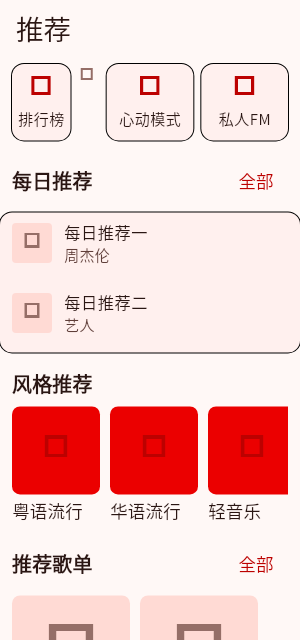 推荐
排行榜
心动模式
私人FM
每日推荐
全部
每日推荐一
周杰伦
每日推荐二
艺人
风格推荐
粤语流行
华语流行
轻音乐
推荐歌单
全部